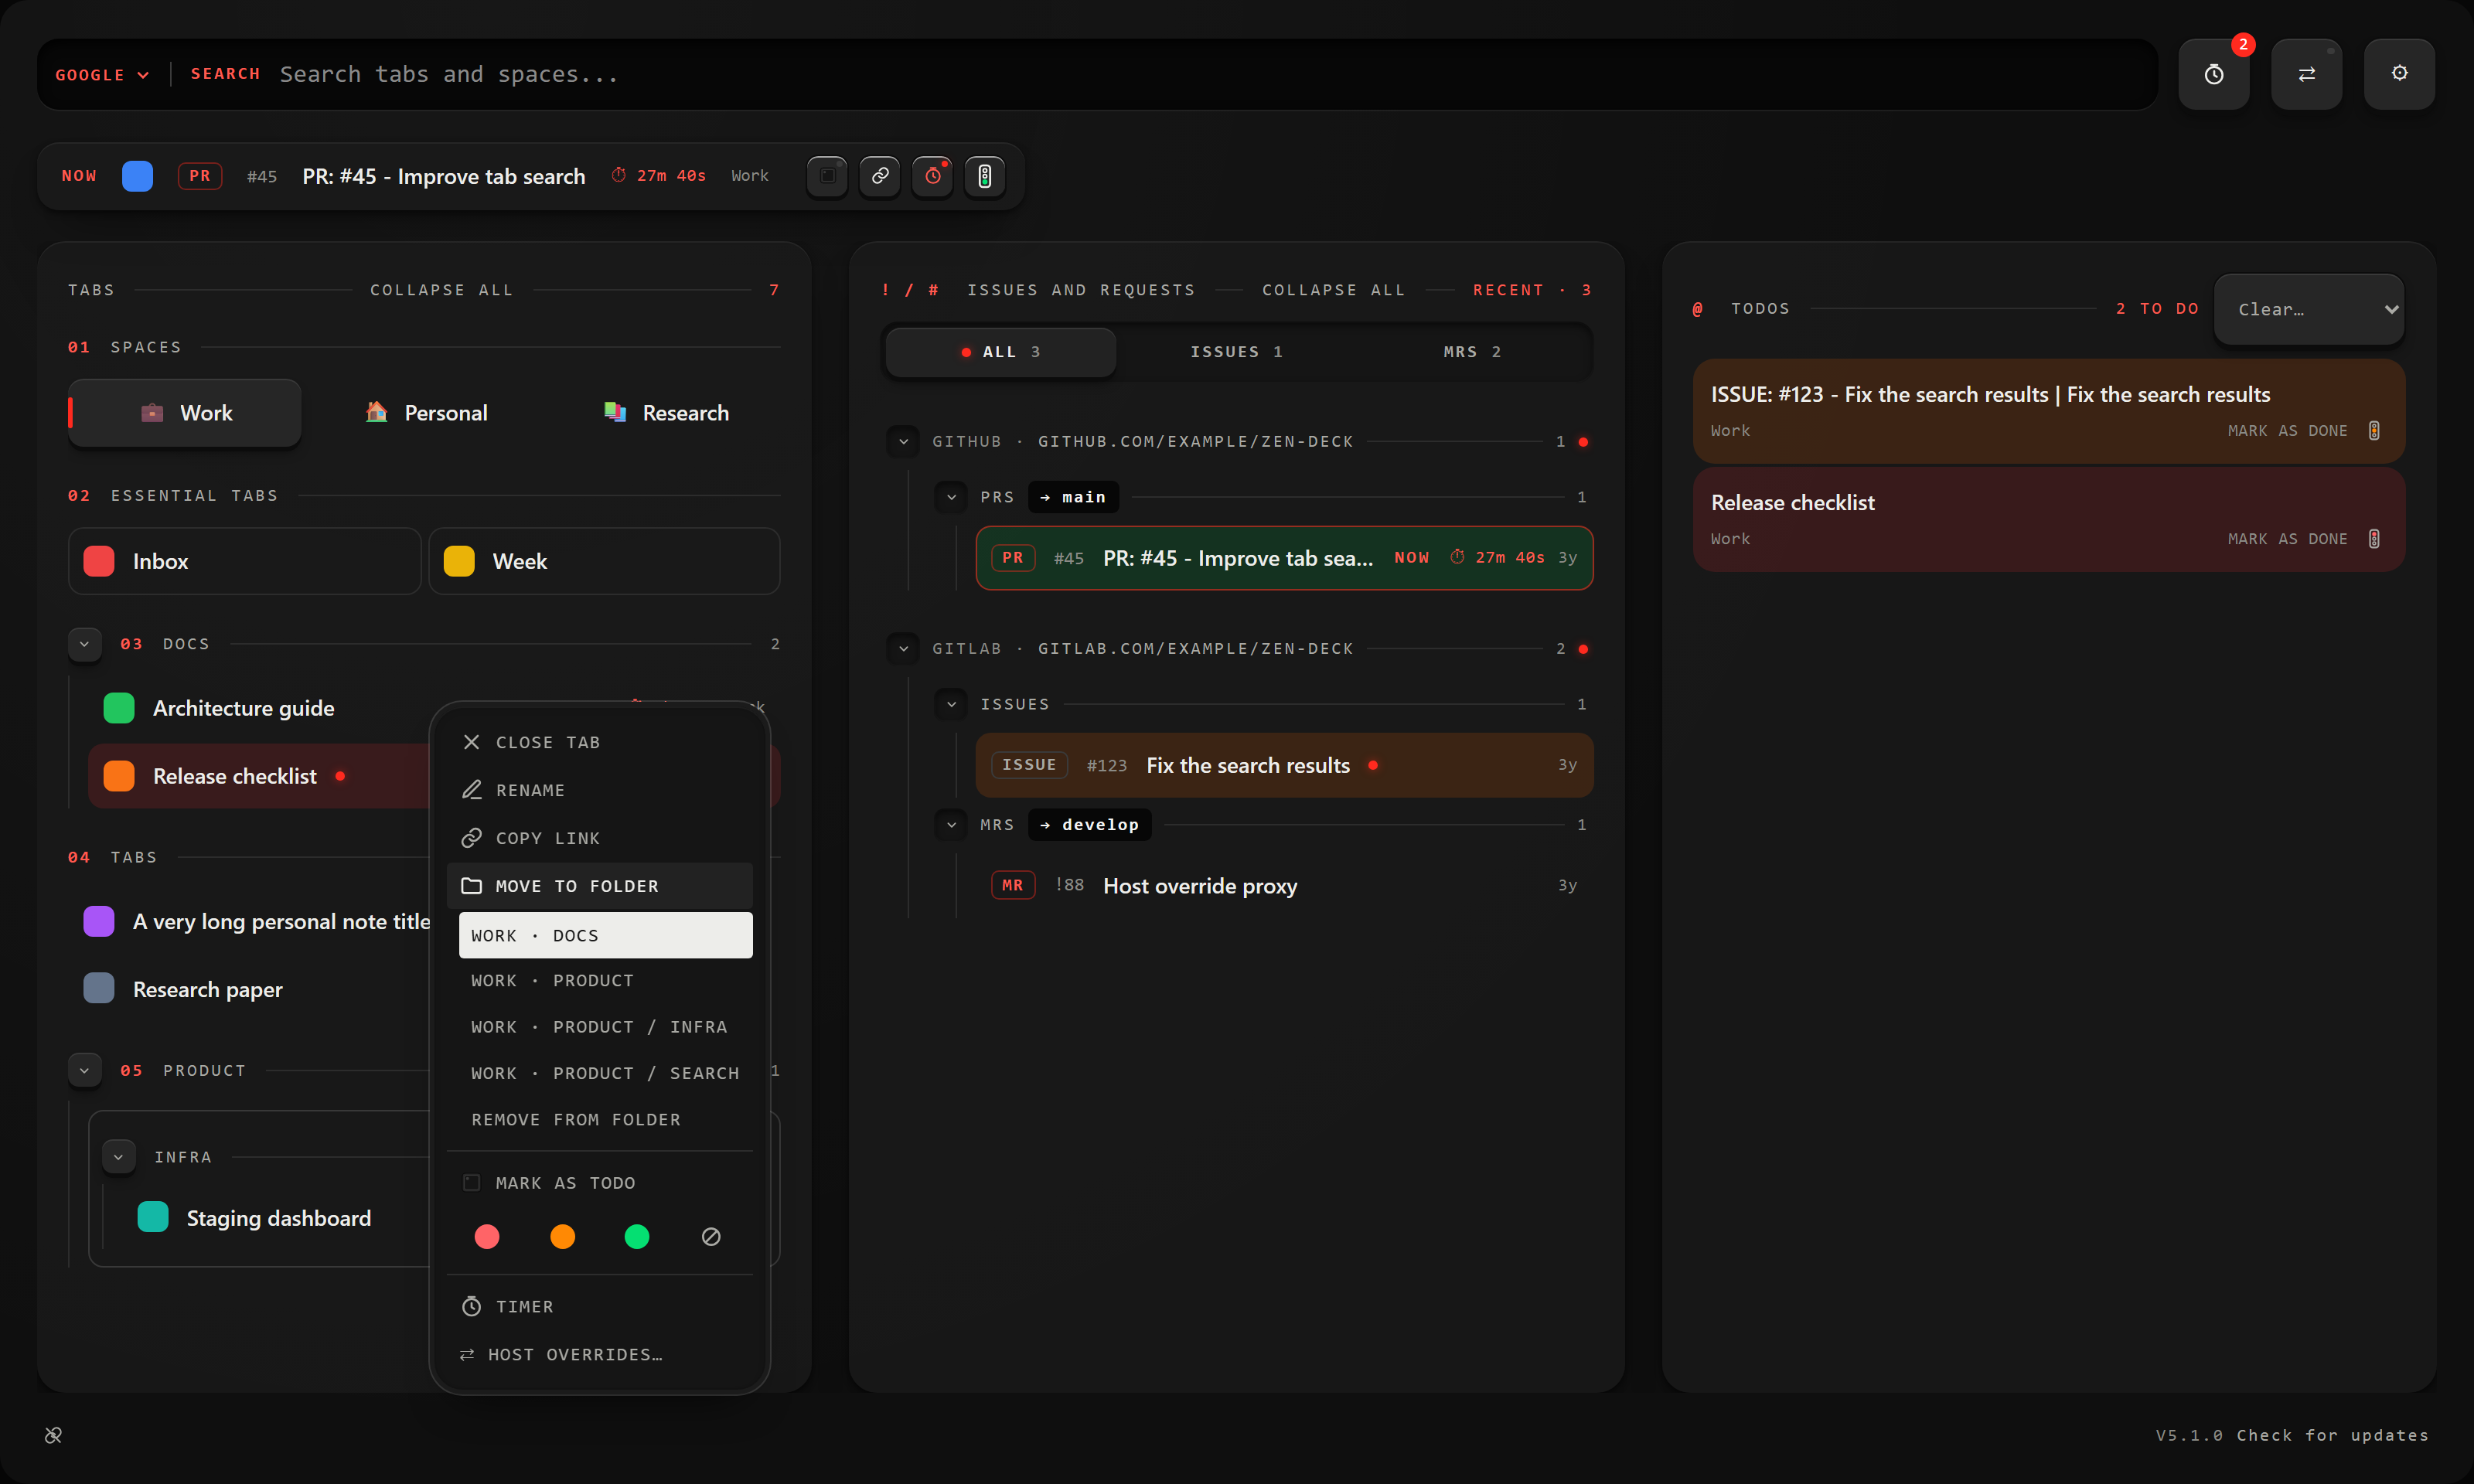 GOOGLE SEARCH Search tabs and spaces...
2
NOW PR #45 PR: #45 - Improve tab search 27m 40s Work
TABS COLLAPSE ALL 7
01 SPACES
Work Personal Research
02 ESSENTIAL TABS
Inbox Week
03 DOCS 2
Architecture guide
Release checklist
04 TABS
A very long personal note title
Research paper
05 PRODUCT 1
INFRA
Staging dashboard
CLOSE TAB
RENAME
COPY LINK
MOVE TO FOLDER
WORK · DOCS
WORK · PRODUCT
WORK · PRODUCT / INFRA
WORK · PRODUCT / SEARCH
REMOVE FROM FOLDER
MARK AS TODO
TIMER
HOST OVERRIDES…
! / # ISSUES AND REQUESTS COLLAPSE ALL RECENT · 3
ALL 3 ISSUES 1 MRS 2
GITHUB · GITHUB.COM/EXAMPLE/ZEN-DECK 1
PRS → main 1
PR #45 PR: #45 - Improve tab sea... NOW 27m 40s 3y
GITLAB · GITLAB.COM/EXAMPLE/ZEN-DECK 2
ISSUES 1
ISSUE #123 Fix the search results 3y
MRS → develop 1
MR !88 Host override proxy 3y
@ TODOS 2 TO DO Clear…
ISSUE: #123 - Fix the search results | Fix the search results
Work MARK AS DONE
Release checklist
Work MARK AS DONE
V5.1.0 Check for updates